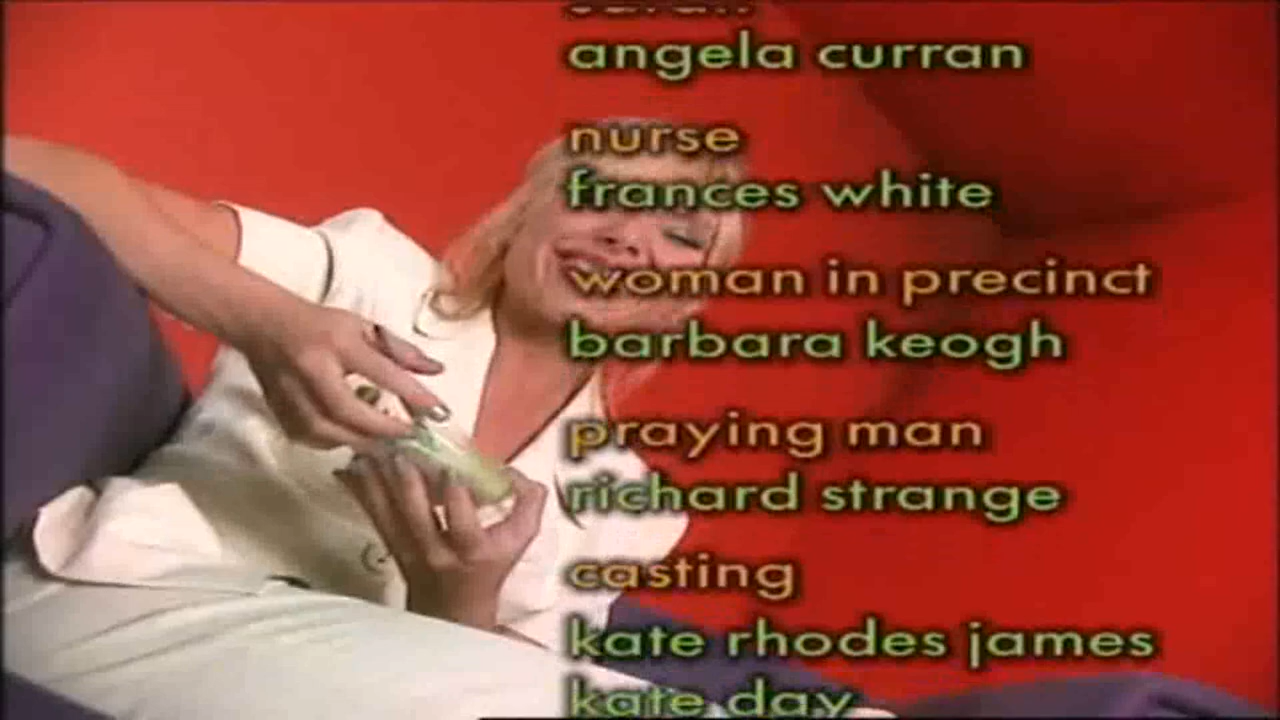 angela curran
nurse
frances white
woman in precinct
barbara keogh
praying man
richard strange
casting
kate rhodes james
kate day